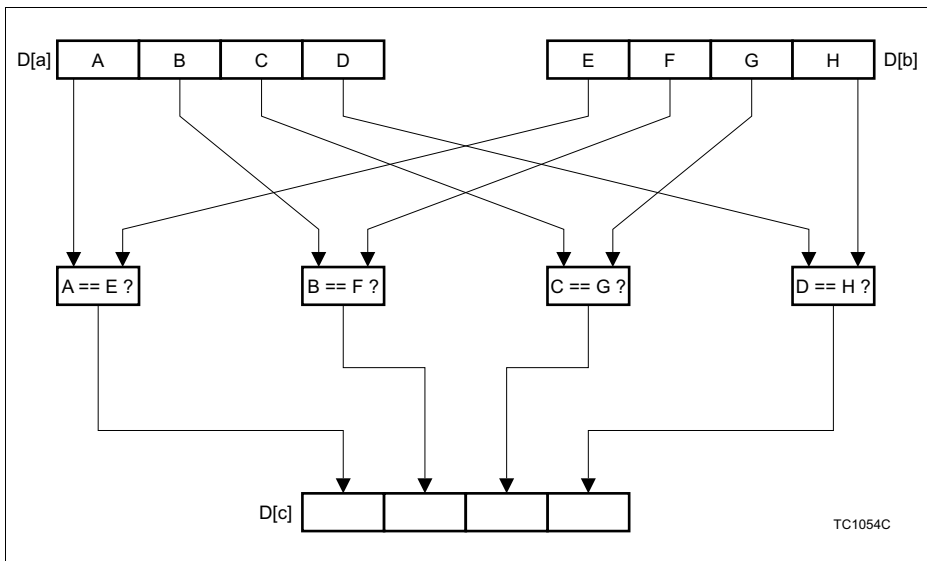 D[a] A B C D E F G H D[b]
A == E ? B == F ? C == G ? D == H ?
D[c]
TC1054C